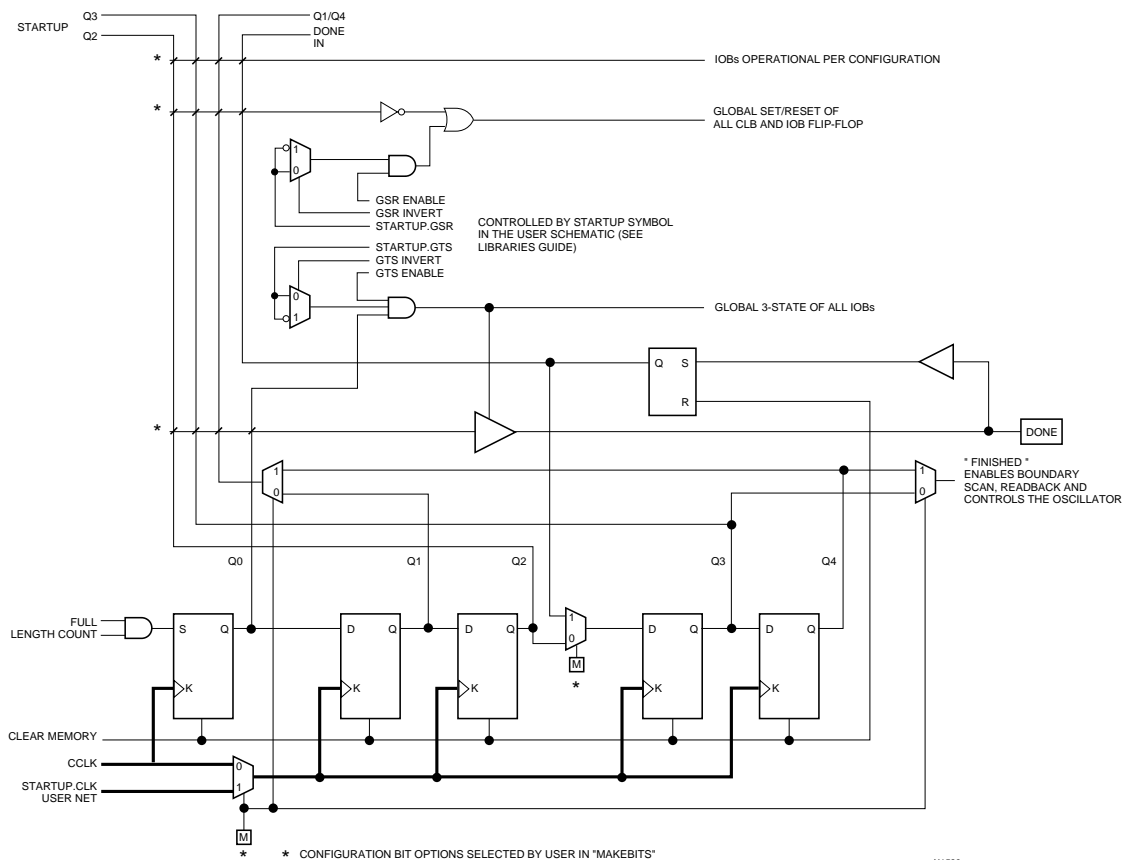 STARTUP
Q3
Q2
Q1/Q4
DONE
IN
* IOBs OPERATIONAL PER CONFIGURATION
*
GLOBAL SET/RESET OF
ALL CLB AND IOB FLIP-FLOP
1
0
GSR ENABLE
GSR INVERT
STARTUP.GSR
CONTROLLED BY STARTUP SYMBOL
IN THE USER SCHEMATIC (SEE
LIBRARIES GUIDE)
STARTUP.GTS
GTS INVERT
GTS ENABLE
0
1
GLOBAL 3-STATE OF ALL IOBs
Q S
R
*
DONE
1
0
1
0
" FINISHED "
ENABLES BOUNDARY
SCAN, READBACK AND
CONTROLS THE OSCILLATOR
Q0 Q1 Q2 Q3 Q4
FULL
LENGTH COUNT
S Q
K
D Q
K
D Q
K
1
0
M
*
D Q
K
D Q
K
CLEAR MEMORY
CCLK
STARTUP.CLK
USER NET
0
1
M
*
* CONFIGURATION BIT OPTIONS SELECTED BY USER IN "MAKEBITS"